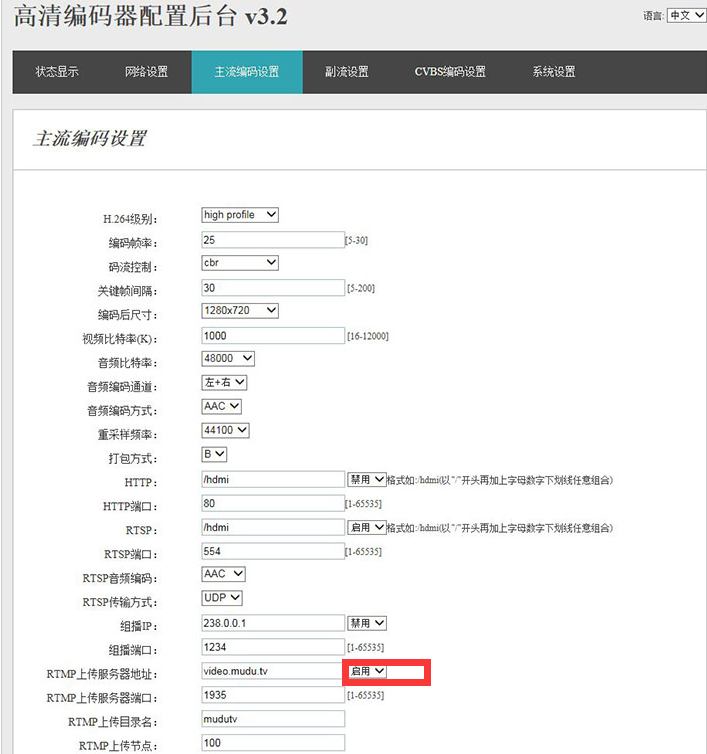 高清编码器配置后台 v3.2
语言: 中文
状态显示 网络设置 主流编码设置 副流设置 CVBS编码设置 系统设置
主流编码设置
H.264级别: high profile
编码帧率: 25 [5-30]
码流控制: cbr
关键帧间隔: 30 [5-200]
编码后尺寸: 1280x720
视频比特率(K): 1000 [16-12000]
音频比特率: 48000
音频编码通道: 左+右
音频编码方式: AAC
重采样频率: 44100
打包方式: B
HTTP: /hdmi 禁用 格式如:/hdmi(以"/"开头再加上字母数字下划线任意组合)
HTTP端口: 80 [1-65535]
RTSP: /hdmi 启用 格式如:/hdmi(以"/"开头再加上字母数字下划线任意组合)
RTSP端口: 554 [1-65535]
RTSP音频编码: AAC
RTSP传输方式: UDP
组播IP: 238.0.0.1 禁用
组播端口: 1234 [1-65535]
RTMP上传服务器地址: video.mudu.tv 启用
RTMP上传服务器端口: 1935 [1-65535]
RTMP上传目录名: mudutv
RTMP上传节点: 100